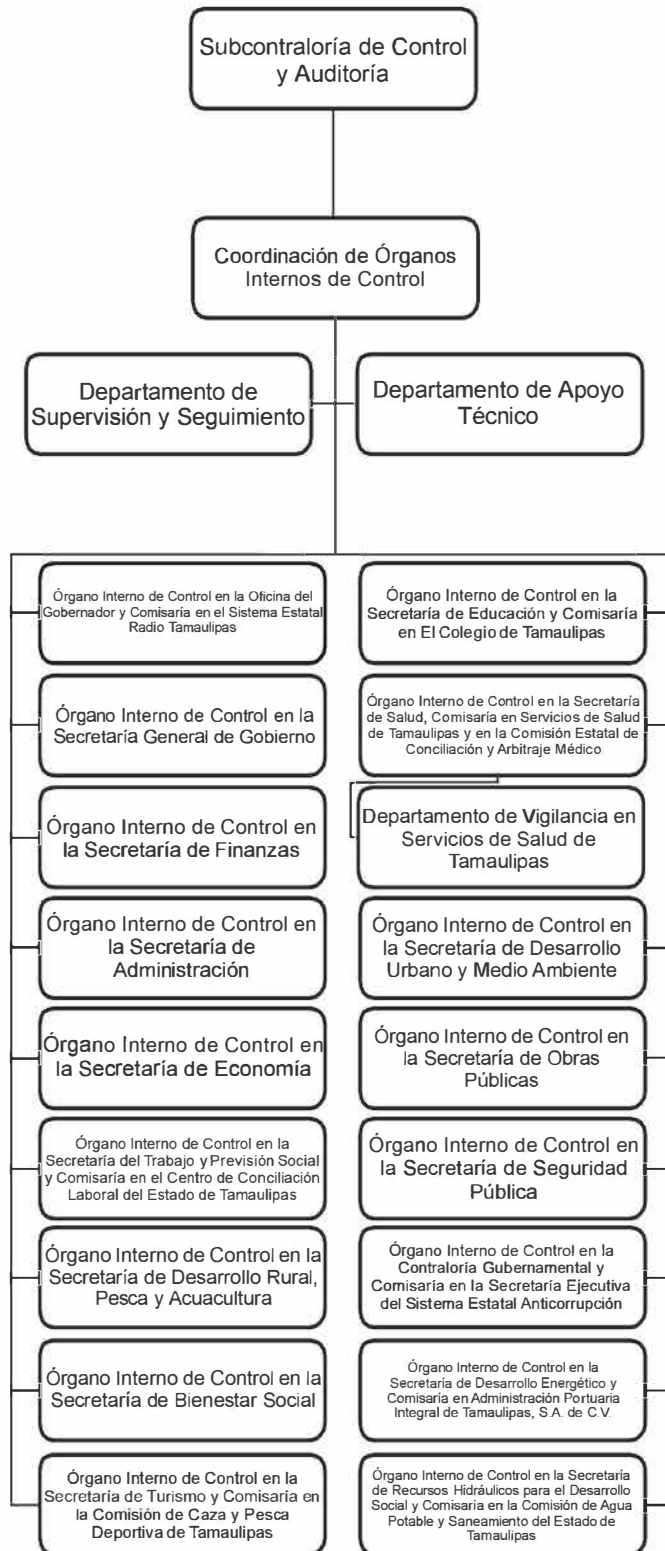 Subcontraloría de Control
y Auditoría
Coordinación de Órganos
Internos de Control
Departamento de
Supervisión y Seguimiento
Departamento de Apoyo
Técnico
Órgano Interno de Control en la Oficina del
Gobernador y Comisaría en el Sistema Estatal
Radio Tamaulipas
Órgano Interno de Control en la
Secretaría General de Gobierno
Órgano Interno de Control en
la Secretaría de Finanzas
Órgano Interno de Control en
la Secretaría de
Administración
Órgano Interno de Control en
la Secretaría de Economía
Órgano Interno de Control en la
Secretaría del Trabajo y Previsión Social
y Comisaría en el Centro de Conciliación
Laboral del Estado de Tamaulipas
Órgano Interno de Control en la
Secretaría de Desarrollo Rural,
Pesca y Acuacultura
Órgano Interno de Control en la
Secretaría de Bienestar Social
Órgano Interno de Control en la
Secretaría de Turismo y Comisaría en
la Comisión de Caza y Pesca
Deportiva de Tamaulipas
Órgano Interno de Control en la
Secretaría de Educación y Comisaría
en El Colegio de Tamaulipas
Órgano Interno de Control en la Secretaría
de Salud, Comisaría en Servicios de Salud
de Tamaulipas y en la Comisión Estatal de
Conciliación y Arbitraje Médico
Departamento de Vigilancia en
Servicios de Salud de
Tamaulipas
Órgano Interno de Control en
la Secretaría de Desarrollo
Urbano y Medio Ambiente
Órgano Interno de Control en
la Secretaría de Obras
Públicas
Órgano Interno de Control en
la Secretaría de Seguridad
Pública
Órgano Interno de Control en la
Contraloría Gubernamental y
Comisaría en la Secretaría Ejecutiva
del Sistema Estatal Anticorrupción
Órgano Interno de Control en la
Secretaría de Desarrollo Energético y
Comisaría en Administración Portuaria
Integral de Tamaulipas, S.A. de C.V.
Órgano Interno de Control en la Secretaría
de Recursos Hidráulicos para el Desarrollo
Social y Comisaría en la Comisión de Agua
Potable y Saneamiento del Estado de
Tamaulipas